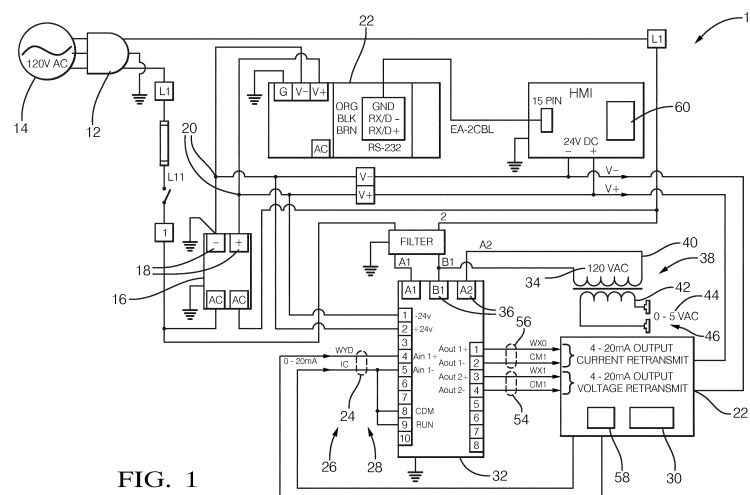 1
L1
120V AC
14
12
L1
22
G V- V+
ORG
BLK
BRN
GND
RX/D -
RX/D+
RS-232
AC
EA-2CBL
HMI
15 PIN
60
24V DC
- +
20
L11
V-
V+
V-
V+
1
2
18
- +
16
AC AC
FILTER
A1
B1
A2
A1 B1 A2
36
34
120 VAC
40
38
42
44
0 - 5 VAC
46
1 -24v
2 +24v
3
4 Ain 1+
5 Ain 1-
6
7
8 CDM
9 RUN
10
Aout 1+ 1
Aout 1- 2
Aout 2+ 3
Aout 2- 4
5
6
7
8
0 - 20mA
WYD
IC
24
26
28
32
56
54
WX0
CM1
WX1
CM1
4 - 20mA OUTPUT
CURRENT RETRANSMIT
4 - 20mA OUTPUT
VOLTAGE RETRANSMIT
22
58
30
FIG. 1